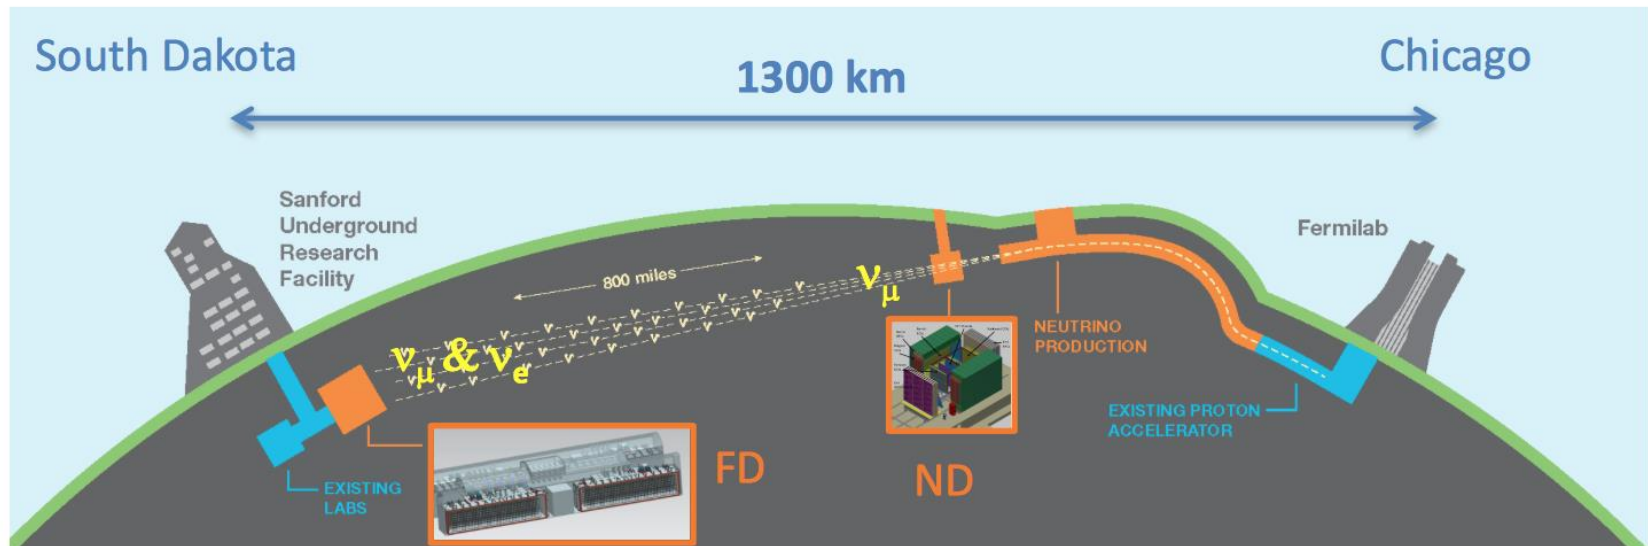 South Dakota
Chicago
1300 km
Sanford
Underground
Research
Facility
Fermilab
800 miles
νμ
νμ & νe
NEUTRINO
PRODUCTION
EXISTING PROTON
ACCELERATOR
FD
ND
EXISTING
LABS